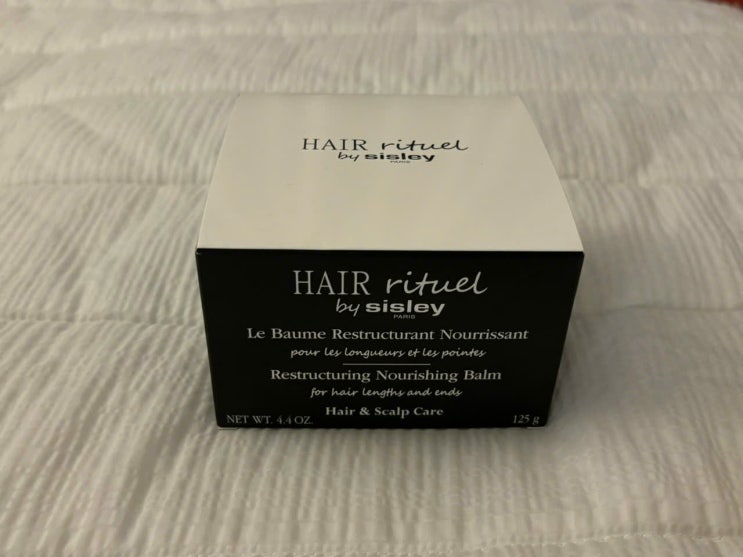 HAIR rituel
by sisley
PARIS
HAIR rituel
by sisley
PARIS
Le Baume Restructurant Nourrissant
pour les longueurs et les pointes
Restructuring Nourishing Balm
for hair lengths and ends
Hair & Scalp Care
NET WT. 4.4 OZ. 125 g